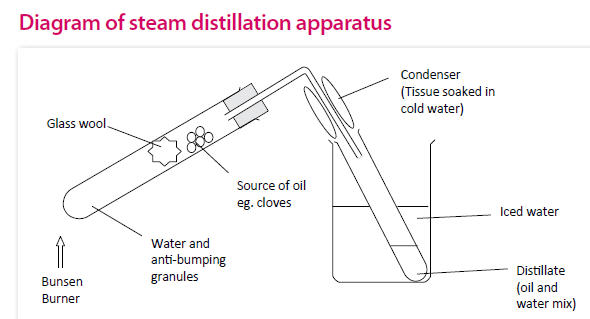 Diagram of steam distillation apparatus
Condenser
(Tissue soaked in
cold water)
Glass wool
Source of oil
eg. cloves
Iced water
Water and
anti-bumping
granules
Bunsen
Burner
Distillate
(oil and
water mix)